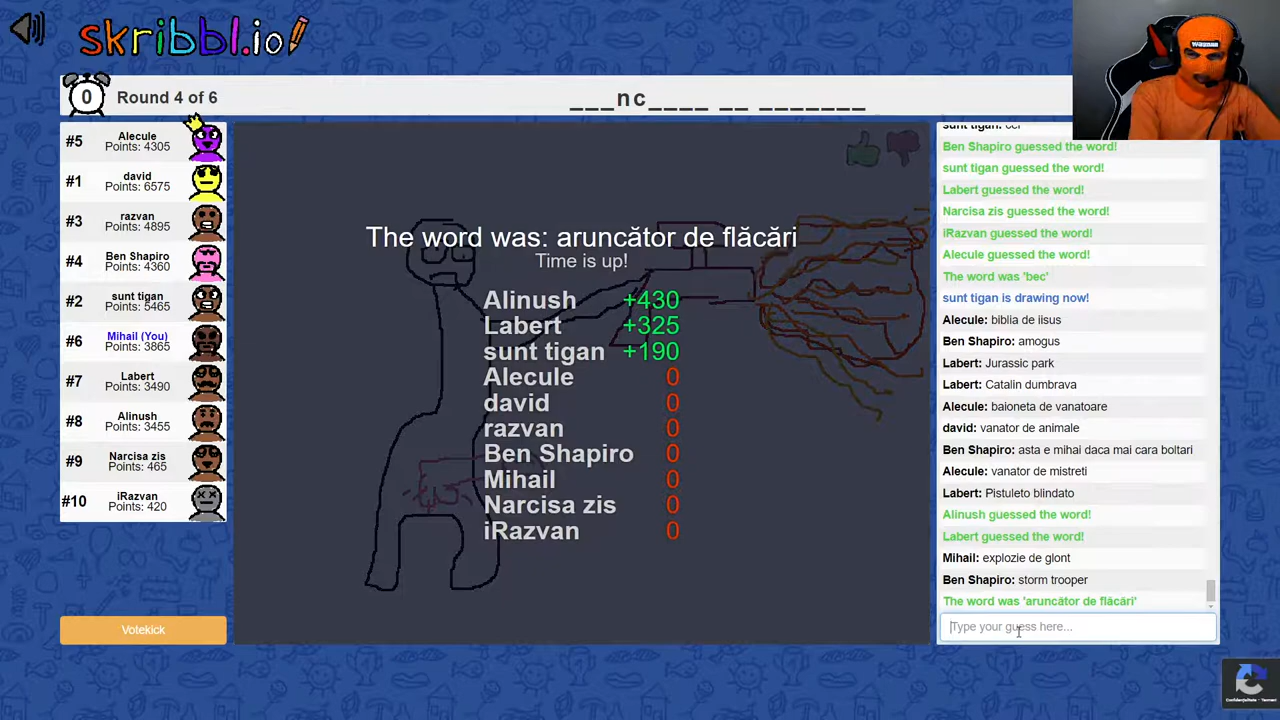 skribbl.io
0
Round 4 of 6
___nc____ __ _______
#5 Alecule
Points: 4305
#1 david
Points: 6575
#3 razvan
Points: 4895
#4 Ben Shapiro
Points: 4360
#2 sunt tigan
Points: 5465
#6 Mihail (You)
Points: 3865
#7 Labert
Points: 3490
#8 Alinush
Points: 3455
#9 Narcisa zis
Points: 465
#10 iRazvan
Points: 420
Votekick
The word was: aruncător de flăcări
Time is up!
Alinush +430
Labert +325
sunt tigan +190
Alecule 0
david 0
razvan 0
Ben Shapiro 0
Mihail 0
Narcisa zis 0
iRazvan 0
Ben Shapiro guessed the word!
sunt tigan guessed the word!
Labert guessed the word!
Narcisa zis guessed the word!
iRazvan guessed the word!
Alecule guessed the word!
The word was 'bec'
sunt tigan is drawing now!
Alecule: biblia de iisus
Ben Shapiro: amogus
Labert: Jurassic park
Labert: Catalin dumbrava
Alecule: baioneta de vanatoare
david: vanator de animale
Ben Shapiro: asta e mihai daca mai cara boltari
Alecule: vanator de mistreti
Labert: Pistuleto blindato
Alinush guessed the word!
Labert guessed the word!
Mihail: explozie de glont
Ben Shapiro: storm trooper
The word was 'aruncător de flăcări'
Type your guess here...